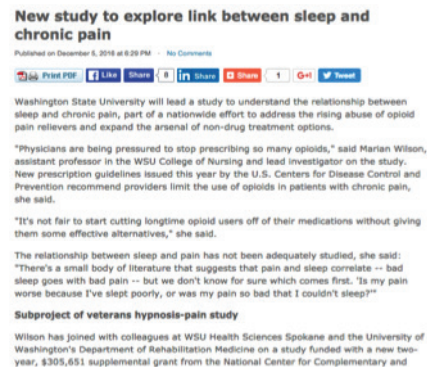 New study to explore link between sleep and
chronic pain
Published on December 5, 2016 at 8:29 PM · No Comments
Print PDF Like Share 8 in Share Share 1 G+1 Tweet
Washington State University will lead a study to understand the relationship between
sleep and chronic pain, part of a nationwide effort to address the rising abuse of opioid
pain relievers and expand the arsenal of non-drug treatment options.
"Physicians are being pressured to stop prescribing so many opioids," said Marian Wilson,
assistant professor in the WSU College of Nursing and lead investigator on the study.
New prescription guidelines issued this year by the U.S. Centers for Disease Control and
Prevention recommend providers limit the use of opioids in patients with chronic pain,
she said.
"It's not fair to start cutting longtime opioid users off of their medications without giving
them some effective alternatives," she said.
The relationship between sleep and pain has not been adequately studied, she said:
"There's a small body of literature that suggests that pain and sleep correlate -- bad
sleep goes with bad pain -- but we don't know for sure which comes first. 'Is my pain
worse because I've slept poorly, or was my pain so bad that I couldn't sleep?'"
Subproject of veterans hypnosis-pain study
Wilson has joined with colleagues at WSU Health Sciences Spokane and the University of
Washington's Department of Rehabilitation Medicine on a study funded with a new two-
year, $305,651 supplemental grant from the National Center for Complementary and